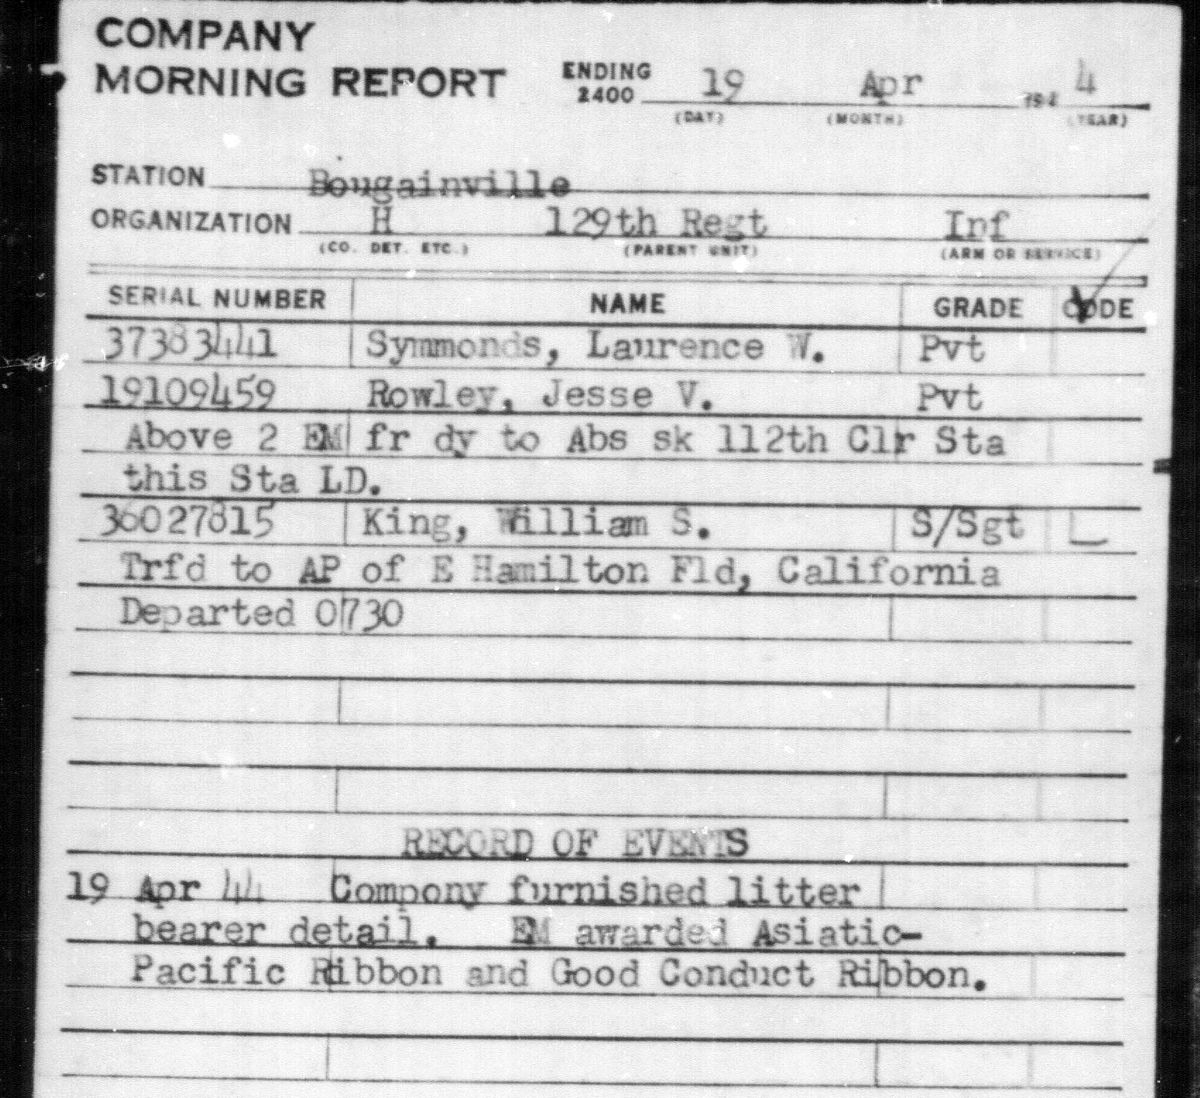 COMPANY
MORNING REPORT ENDING 2400 19 Apr 194 4
(DAY) (MONTH) (YEAR)
STATION Bougainville
ORGANIZATION H 129th Regt Inf
(CO. DET. ETC.) (PARENT UNIT) (ARM OR SERVICE)
SERIAL NUMBER NAME GRADE CODE
37383441 Symmonds, Laurence W. Pvt
19109459 Rowley, Jesse V. Pvt
Above 2 EM fr dy to Abs sk 112th Clr Sta
this Sta LD.
36027815 King, William S. S/Sgt
Trfd to AP of E Hamilton Fld, California
Departed 0730
RECORD OF EVENTS
19 Apr 44 Compony furnished litter
bearer detail. EM awarded Asiatic-
Pacific Ribbon and Good Conduct Ribbon.